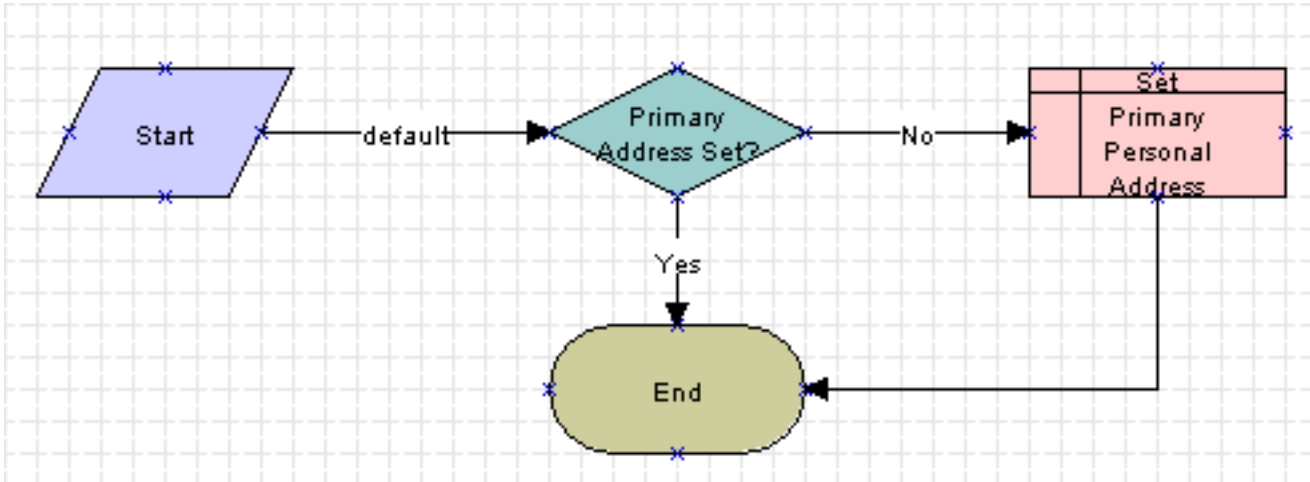 Start
default
Primary
Address Set?
No
Set
Primary
Personal
Address
Yes
End